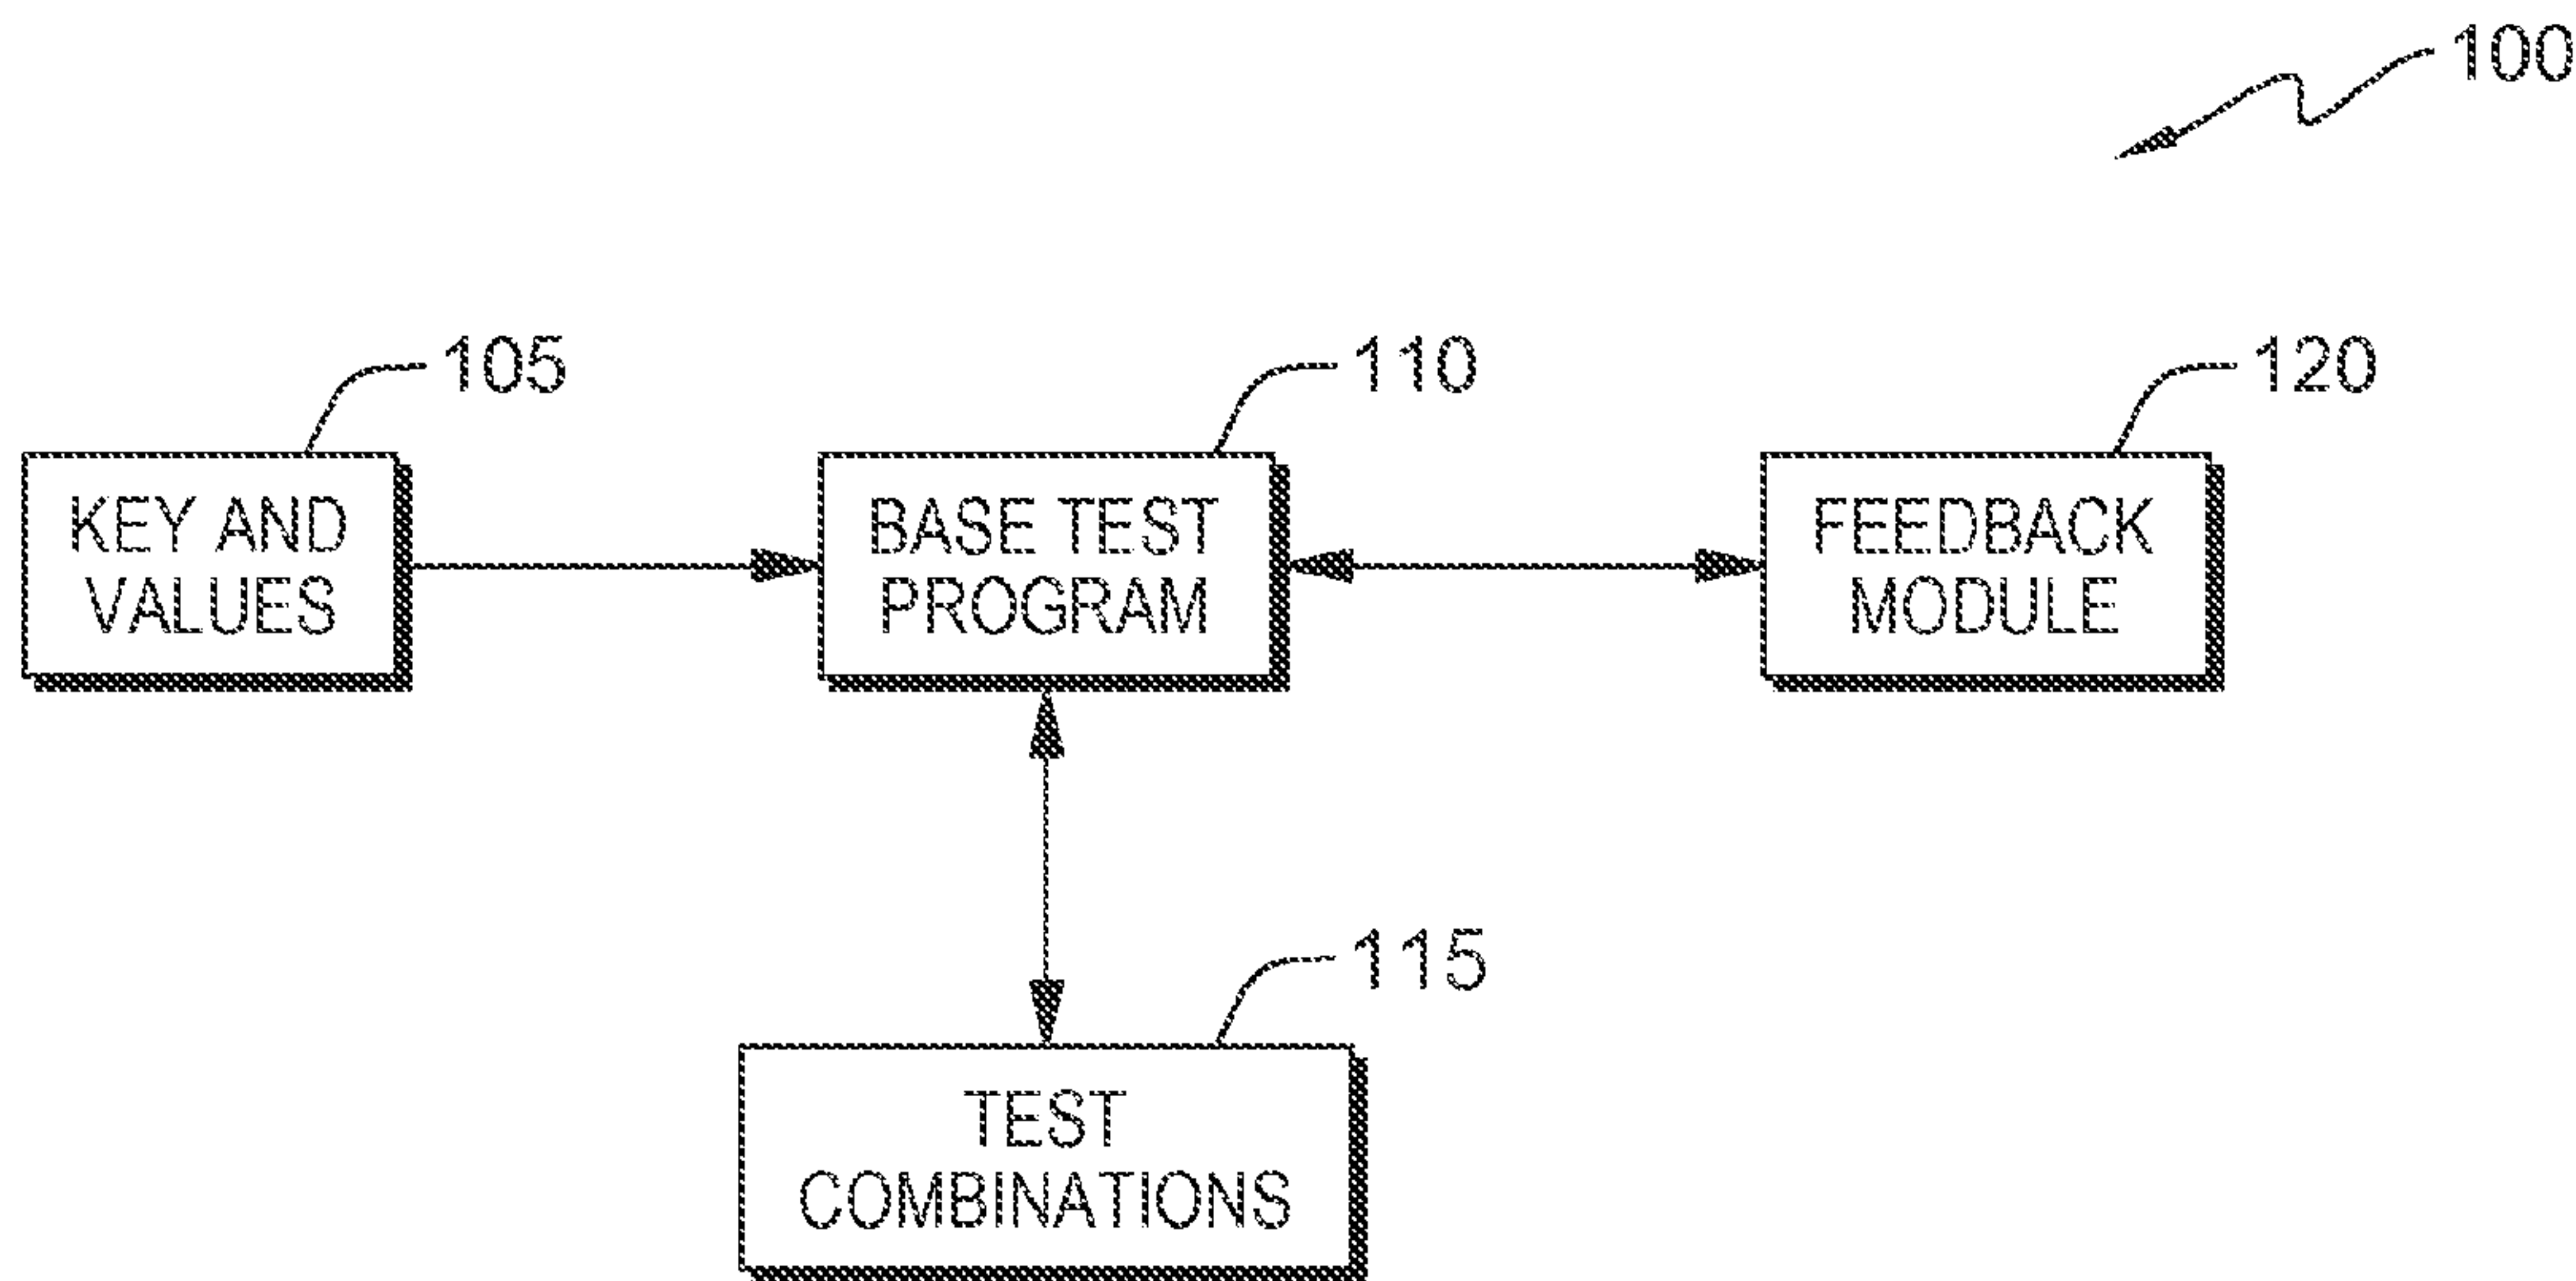 100
105
110
120
KEY AND
VALUES
BASE TEST
PROGRAM
FEEDBACK
MODULE
115
TEST
COMBINATIONS